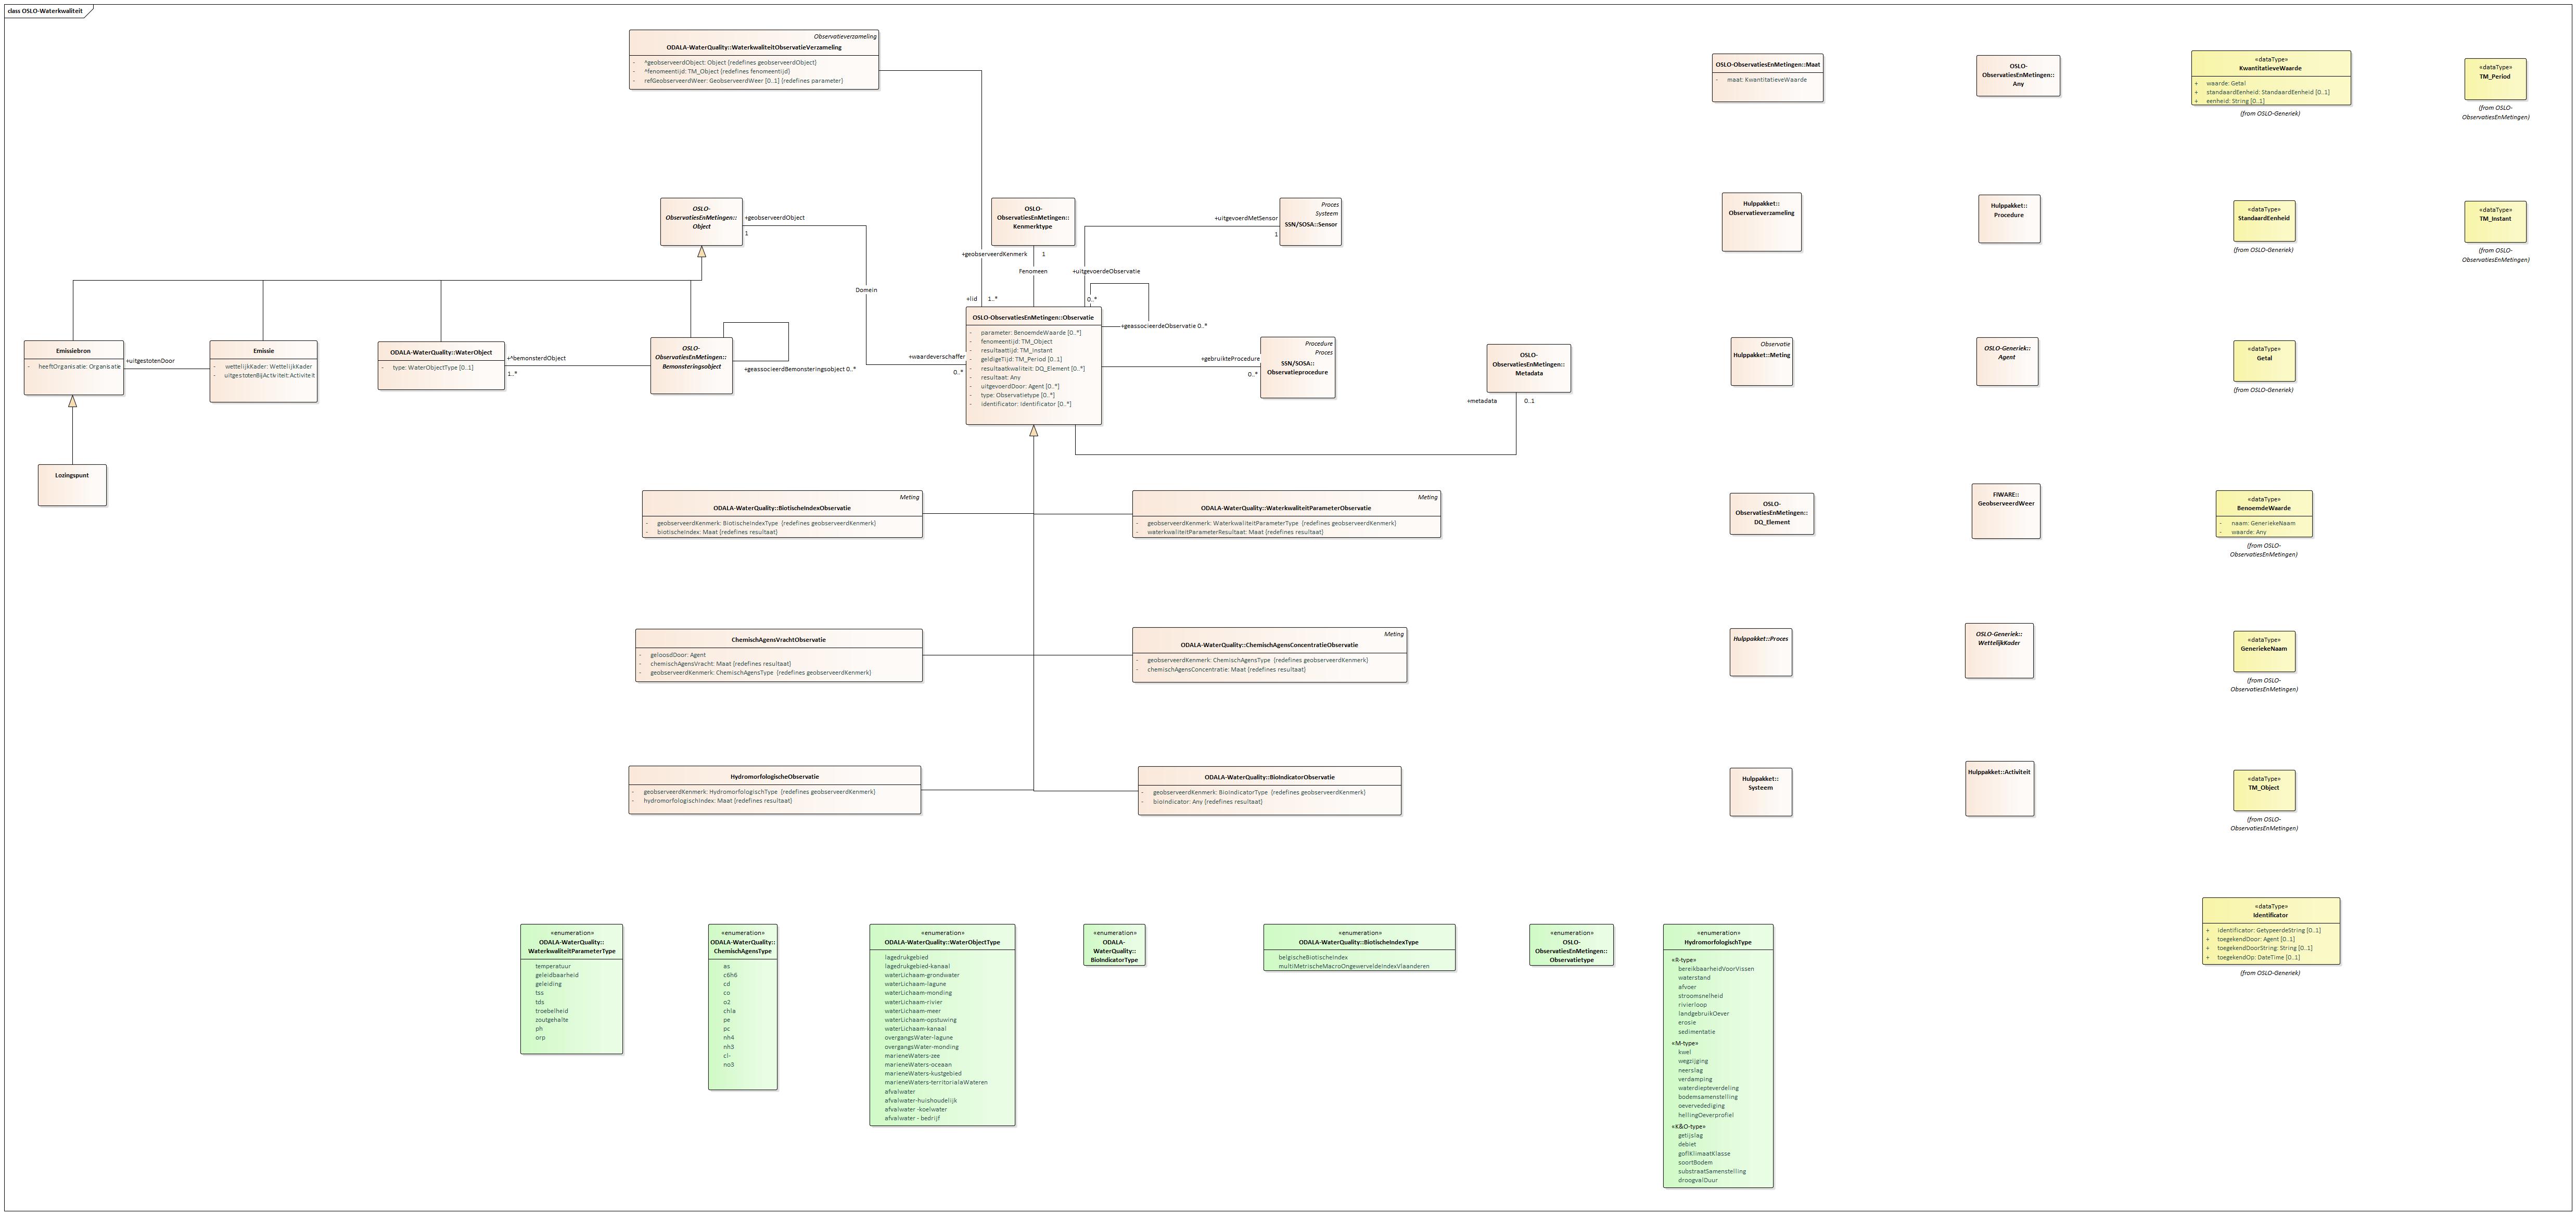 class OSLO-Waterkwaliteit
Observatieverzameling
ODALA-WaterQuality::WaterkwaliteitObservatieVerzameling
- ^geobserveerdObject: Object {redefines geobserveerdObject}
- ^fenomeentijd: TM_Object {redefines fenomeentijd}
- refGeobserveerdWeer: GeobserveerdWeer [0..1] {redefines parameter}
OSLO-ObservatiesEnMetingen::Maat
- maat: KwantitatieveWaarde
OSLO-
ObservatiesEnMetingen::
Any
«dataType»
KwantitatieveWaarde
+ waarde: Getal
+ standaardEenheid: StandaardEenheid [0..1]
+ eenheid: String [0..1]
(from OSLO-Generiek)
«dataType»
TM_Period
(from OSLO-
ObservatiesEnMetingen)
OSLO-
ObservatiesEnMetingen::
Object
+geobserveerdObject
1
Domein
+waardeverschaffer
0..*
+lid
1..*
OSLO-
ObservatiesEnMetingen::
Kenmerktype
+geobserveerdKenmerk
1
Fenomeen
Proces
Systeem
SSN/SOSA::Sensor
+uitgevoerdMetSensor
1
+uitgevoerdeObservatie
0..*
+geassocieerdeObservatie 0..*
Hulppakket::
Observatieverzameling
Hulppakket::
Procedure
«dataType»
StandaardEenheid
(from OSLO-Generiek)
«dataType»
TM_Instant
(from OSLO-
ObservatiesEnMetingen)
Emissiebron
- heeftOrganisatie: Organisatie
+uitgestotenDoor
Emissie
- wettelijkKader: WettelijkKader
- uitgestotenBijActiviteit:Activiteit
ODALA-WaterQuality::WaterObject
- type: WaterObjectType [0..1]
+^bemonsterdObject
1..*
OSLO-
ObservatiesEnMetingen::
Bemonsteringsobject
+geassocieerdBemonsteringsobject 0..*
OSLO-ObservatiesEnMetingen::Observatie
- parameter: BenoemdeWaarde [0..*]
- fenomeentijd: TM_Object
- resultaattijd: TM_Instant
- geldigeTijd: TM_Period [0..1]
- resultaatkwaliteit: DQ_Element [0..*]
- resultaat: Any
- uitgevoerdDoor: Agent [0..*]
- type: Observatietype [0..*]
- identificator: Identificator [0..*]
+gebruikteProcedure
0..*
Procedure
Proces
SSN/SOSA::
Observatieprocedure
OSLO-
ObservatiesEnMetingen::
Metadata
+metadata
0..1
Observatie
Hulppakket::Meting
OSLO-Generiek::
Agent
«dataType»
Getal
(from OSLO-Generiek)
Lozingspunt
Meting
ODALA-WaterQuality::BiotischeIndexObservatie
- geobserveerdKenmerk: BiotischeIndexType {redefines geobserveerdKenmerk}
- biotischeIndex: Maat {redefines resultaat}
Meting
ODALA-WaterQuality::WaterkwaliteitParameterObservatie
- geobserveerdKenmerk: WaterkwaliteitParameterType {redefines geobserveerdKenmerk}
- waterkwaliteitParameterResultaat: Maat {redefines resultaat}
OSLO-
ObservatiesEnMetingen::
DQ_Element
FIWARE::
GeobserveerdWeer
«dataType»
BenoemdeWaarde
- naam: GeneriekeNaam
- waarde: Any
(from OSLO-
ObservatiesEnMetingen)
ChemischAgensVrachtObservatie
- geloosdDoor: Agent
- chemischAgensVracht: Maat {redefines resultaat}
- geobserveerdKenmerk: ChemischAgensType {redefines geobserveerdKenmerk}
Meting
ODALA-WaterQuality::ChemischAgensConcentratieObservatie
- geobserveerdKenmerk: ChemischAgensType {redefines geobserveerdKenmerk}
- chemischAgensConcentratie: Maat {redefines resultaat}
Hulppakket::Proces
OSLO-Generiek::
WettelijkKader
«dataType»
GeneriekeNaam
(from OSLO-
ObservatiesEnMetingen)
HydromorfologischeObservatie
- geobserveerdKenmerk: HydromorfologischType {redefines geobserveerdKenmerk}
- hydromorfologischIndex: Maat {redefines resultaat}
ODALA-WaterQuality::BioIndicatorObservatie
- geobserveerdKenmerk: BioIndicatorType {redefines geobserveerdKenmerk}
- bioIndicator: Any {redefines resultaat}
Hulppakket::
Systeem
Hulppakket::Activiteit
«dataType»
TM_Object
(from OSLO-
ObservatiesEnMetingen)
«enumeration»
ODALA-WaterQuality::
WaterkwaliteitParameterType
temperatuur
geleidbaarheid
geleiding
tss
tds
troebelheid
zoutgehalte
ph
orp
«enumeration»
ODALA-WaterQuality::
ChemischAgensType
as
c6h6
cd
co
o2
chla
pe
pc
nh4
nh3
cl-
no3
«enumeration»
ODALA-WaterQuality::WaterObjectType
lagedrukgebied
lagedrukgebied-kanaal
waterLichaam-grondwater
waterLichaam-lagune
waterLichaam-monding
waterLichaam-rivier
waterLichaam-meer
waterLichaam-opstuwing
waterLichaam-kanaal
overgangsWater-lagune
overgangsWater-monding
marieneWaters-zee
marieneWaters-oceaan
marieneWaters-kustgebied
marieneWaters-territorialaWateren
afvalwater
afvalwater-huishoudelijk
afvalwater -koelwater
afvalwater - bedrijf
«enumeration»
ODALA-
WaterQuality::
BioIndicatorType
«enumeration»
ODALA-WaterQuality::BiotischeIndexType
belgischeBiotischeIndex
multiMetrischeMacroOngewerveldeIndexVlaanderen
«enumeration»
OSLO-
ObservatiesEnMetingen::
Observatietype
«enumeration»
HydromorfologischType
«R-type»
bereikbaarheidVoorVissen
waterstand
afvoer
stroomsnelheid
rivierloop
landgebruikOever
erosie
sedimentatie
«M-type»
kwel
wegzijging
neerslag
verdamping
waterdiepteverdeling
bodemsamenstelling
oeververdediging
hellingOeverprofiel
«K&O-type»
getijslag
debiet
goflKlimaatKlasse
soortBodem
substraatSamenstelling
droogvalDuur
«dataType»
Identificator
+ identificator: GetypeerdeString [0..1]
+ toegekendDoor: Agent [0..1]
+ toegekendDoorString: String [0..1]
+ toegekendOp: DateTime [0..1]
(from OSLO-Generiek)